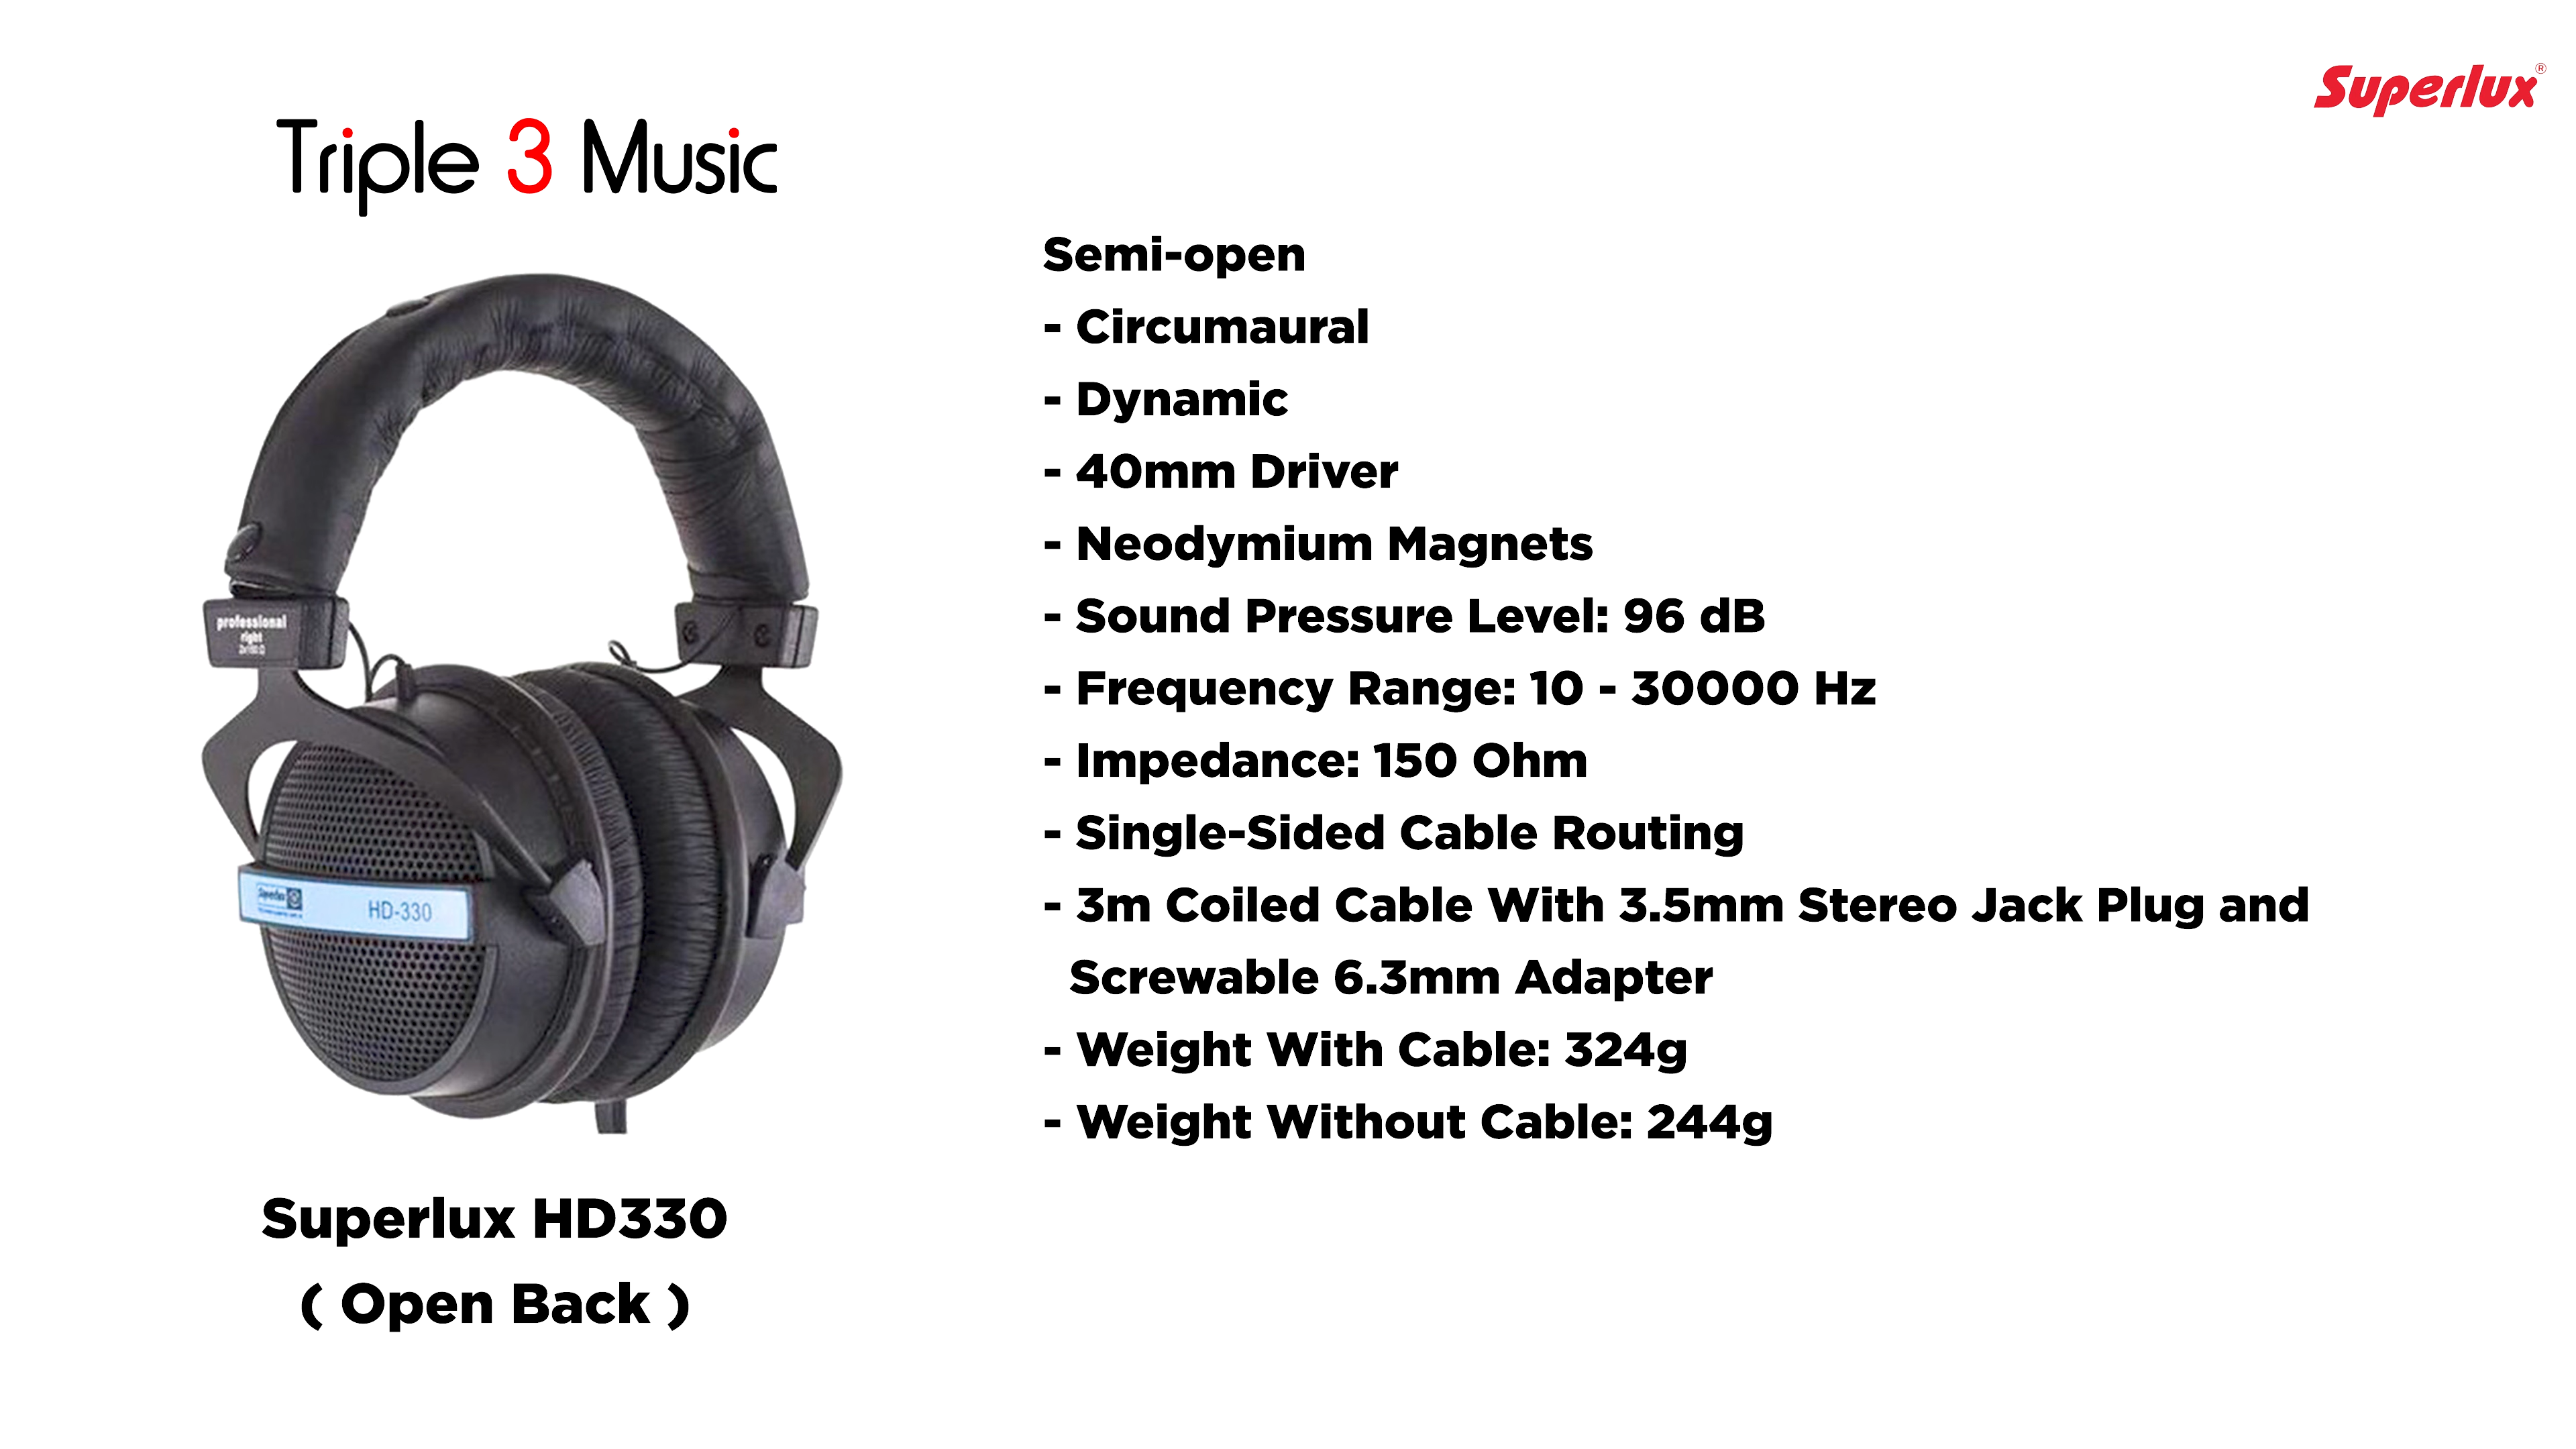 Superlux®
Triple 3 Music
Semi-open
- Circumaural
- Dynamic
- 40mm Driver
- Neodymium Magnets
- Sound Pressure Level: 96 dB
- Frequency Range: 10 - 30000 Hz
- Impedance: 150 Ohm
- Single-Sided Cable Routing
- 3m Coiled Cable With 3.5mm Stereo Jack Plug and
Screwable 6.3mm Adapter
- Weight With Cable: 324g
- Weight Without Cable: 244g
professional
right
Superlux
HD-330
Superlux HD330
( Open Back )